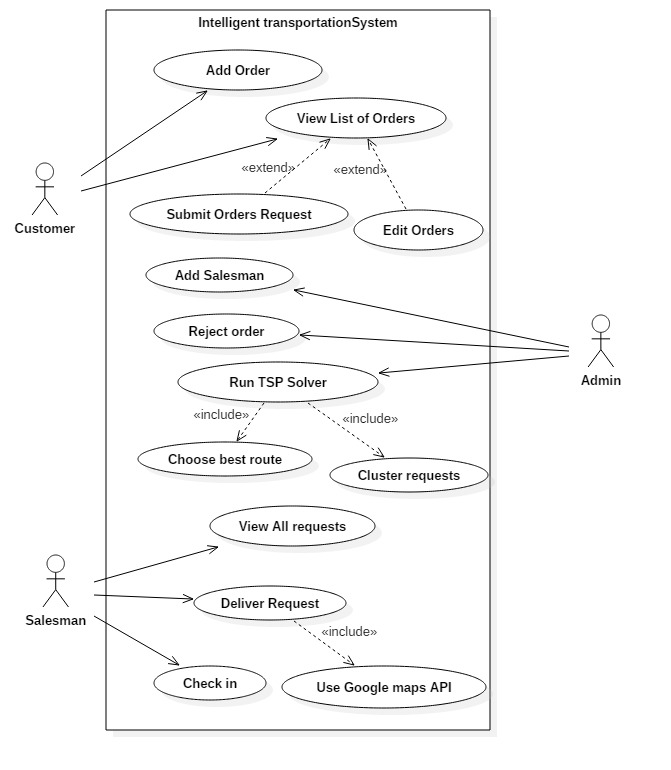 Intelligent transportationSystem
Add Order
View List of Orders
«extend»
«extend»
Submit Orders Request
Edit Orders
Customer
Add Salesman
Reject order
Run TSP Solver
Admin
«include»
«include»
Choose best route
Cluster requests
View All requests
Deliver Request
Salesman
«include»
Check in
Use Google maps API